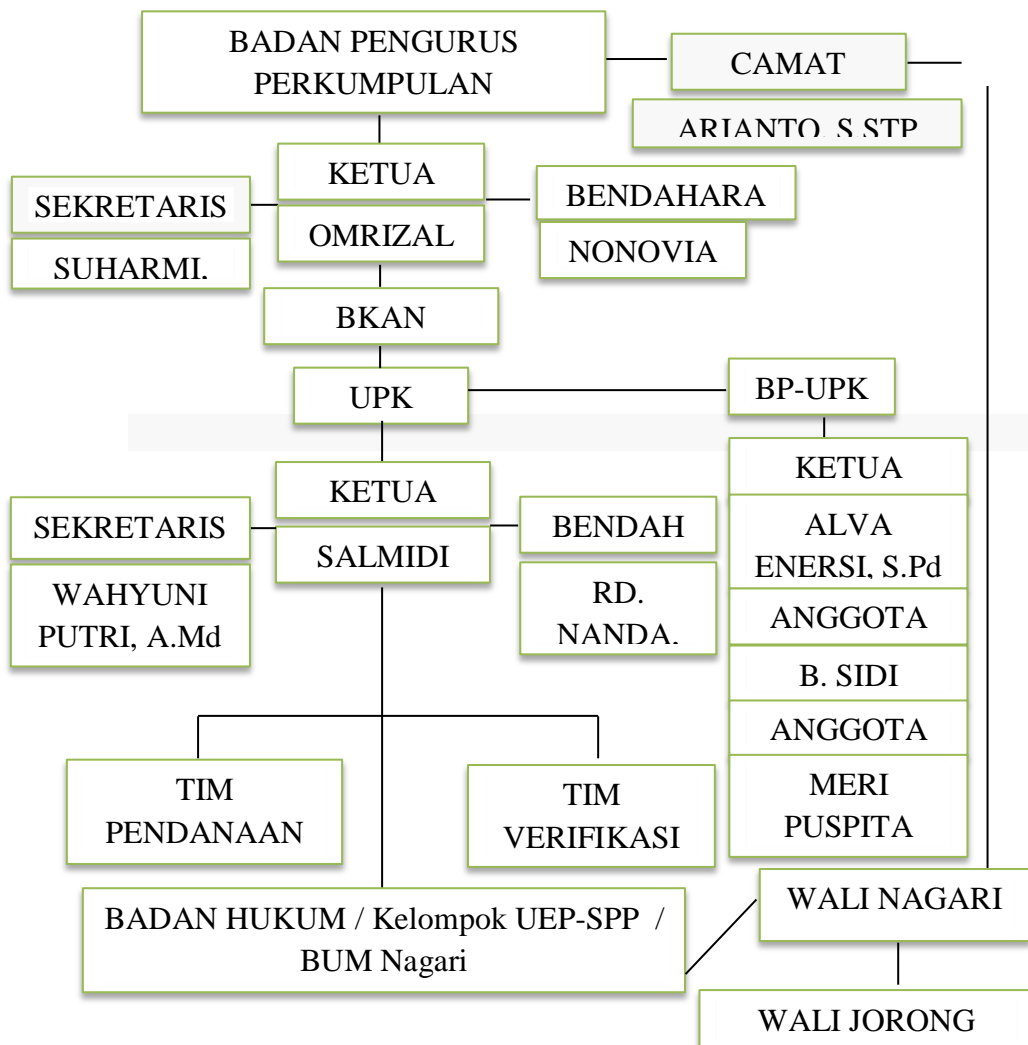 BADAN PENGURUS
PERKUMPULAN
CAMAT
ARIANTO, S.STP
KETUA
OMRIZAL
SEKRETARIS
SUHARMI,
BENDAHARA
NONOVIA
BKAN
UPK
BP-UPK
KETUA
SALMIDI
SEKRETARIS
WAHYUNI
PUTRI, A.Md
BENDAH
RD.
NANDA,
KETUA
ALVA
ENERSI, S.Pd
ANGGOTA
B. SIDI
ANGGOTA
MERI
PUSPITA
TIM
PENDANAAN
TIM
VERIFIKASI
BADAN HUKUM / Kelompok UEP-SPP /
BUM Nagari
WALI NAGARI
WALI JORONG